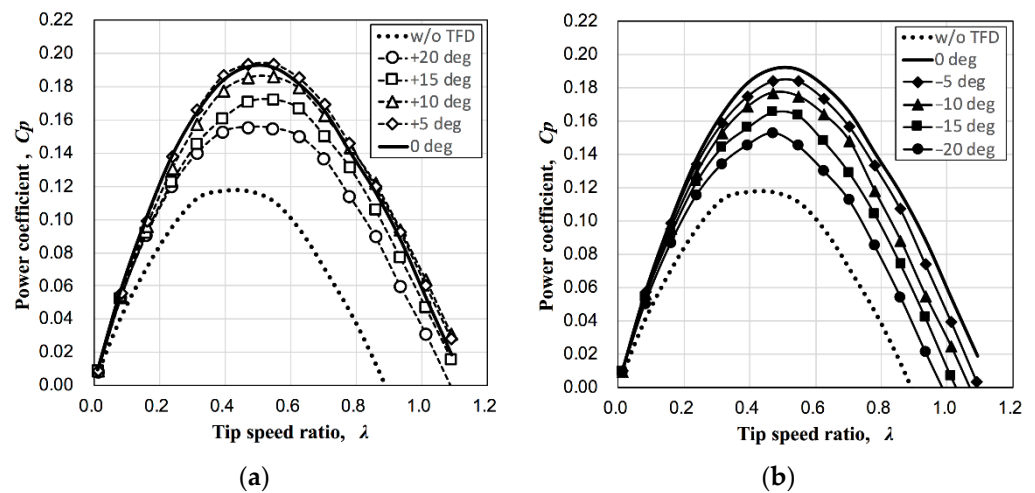 0.22
0.20
0.18
0.16
0.14
0.12
0.10
0.08
0.06
0.04
0.02
0.00
Power coefficient , Cp
w/o TFD
+20 deg
+15 deg
+10 deg
+5 deg
0 deg
0.0 0.2 0.4 0.6 0.8 1.0 1.2
Tip speed ratio, λ
(a)
0.22
0.20
0.18
0.16
0.14
0.12
0.10
0.08
0.06
0.04
0.02
0.00
Power coefficient , Cp
w/o TFD
0 deg
−5 deg
−10 deg
−15 deg
−20 deg
0.0 0.2 0.4 0.6 0.8 1.0 1.2
Tip speed ratio, λ
(b)